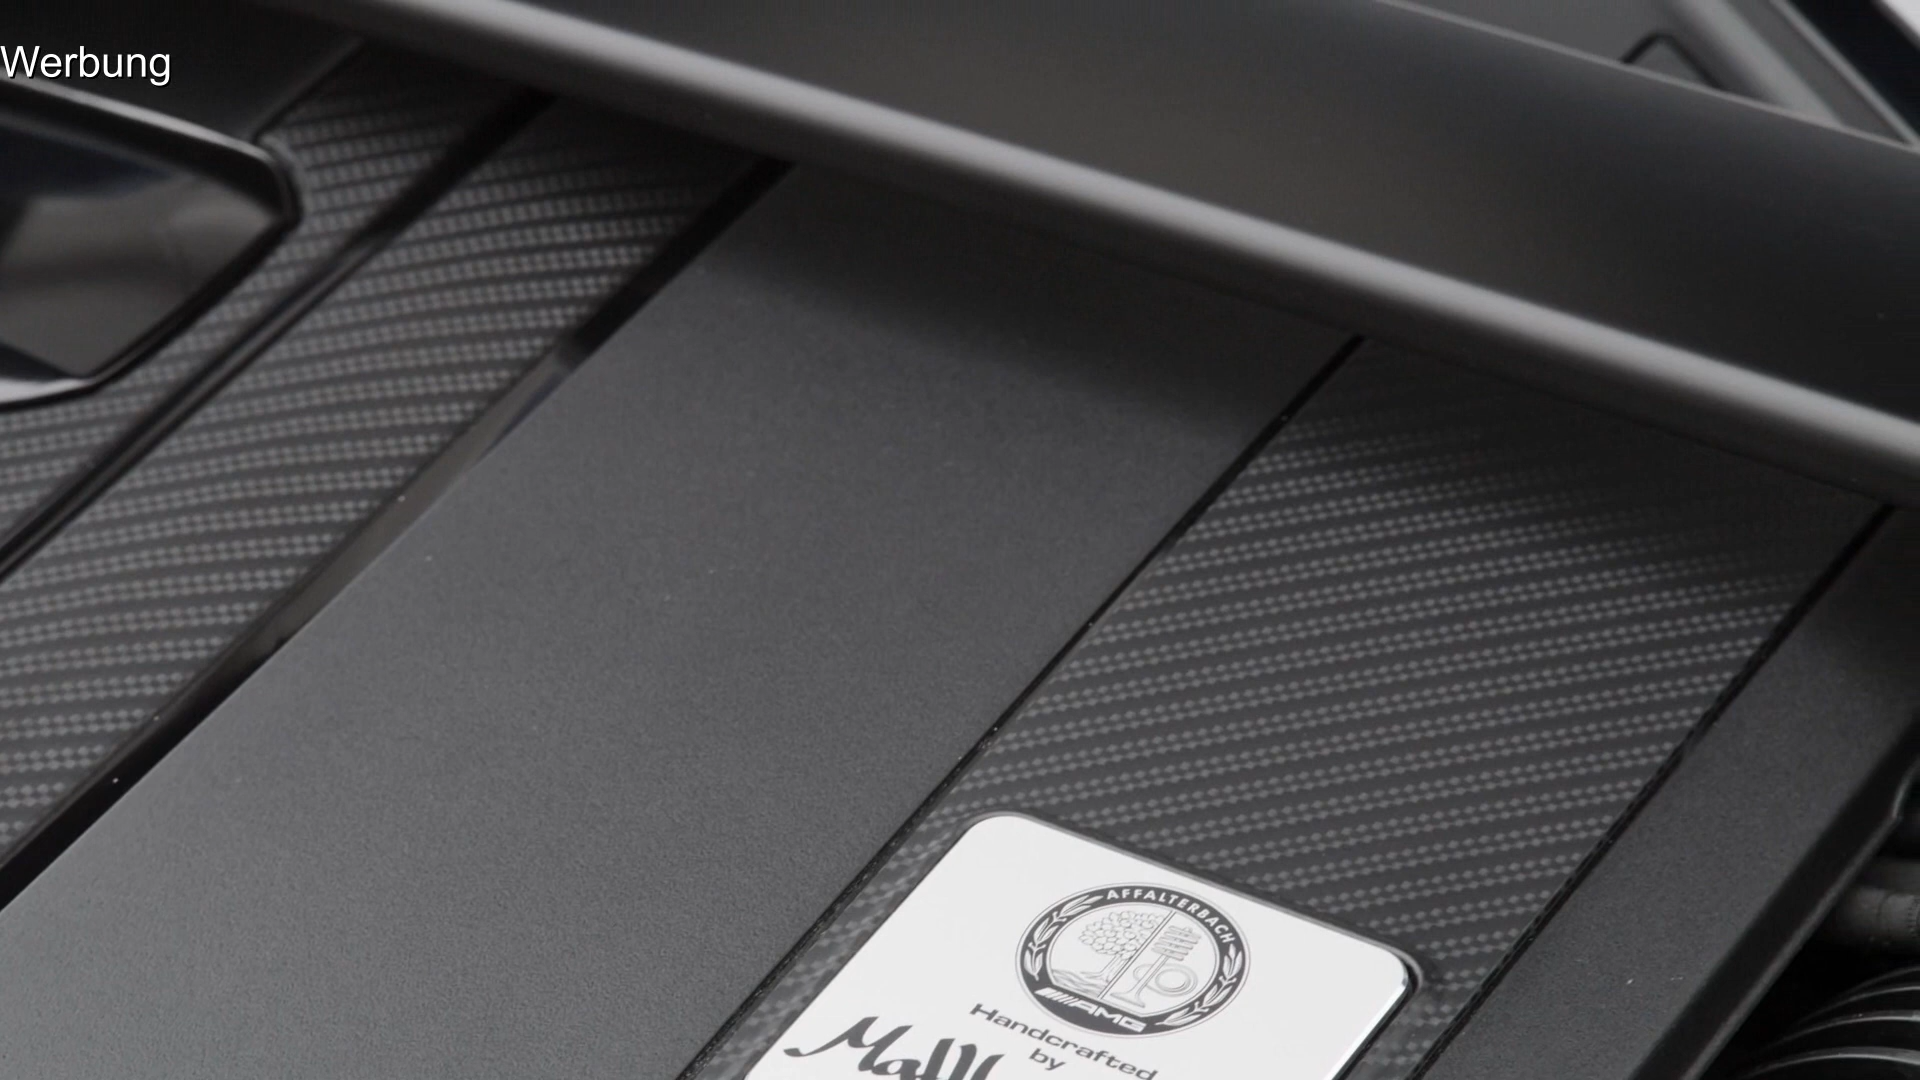 Werbung
AFFALTERBACH
AMG
Handcrafted
by